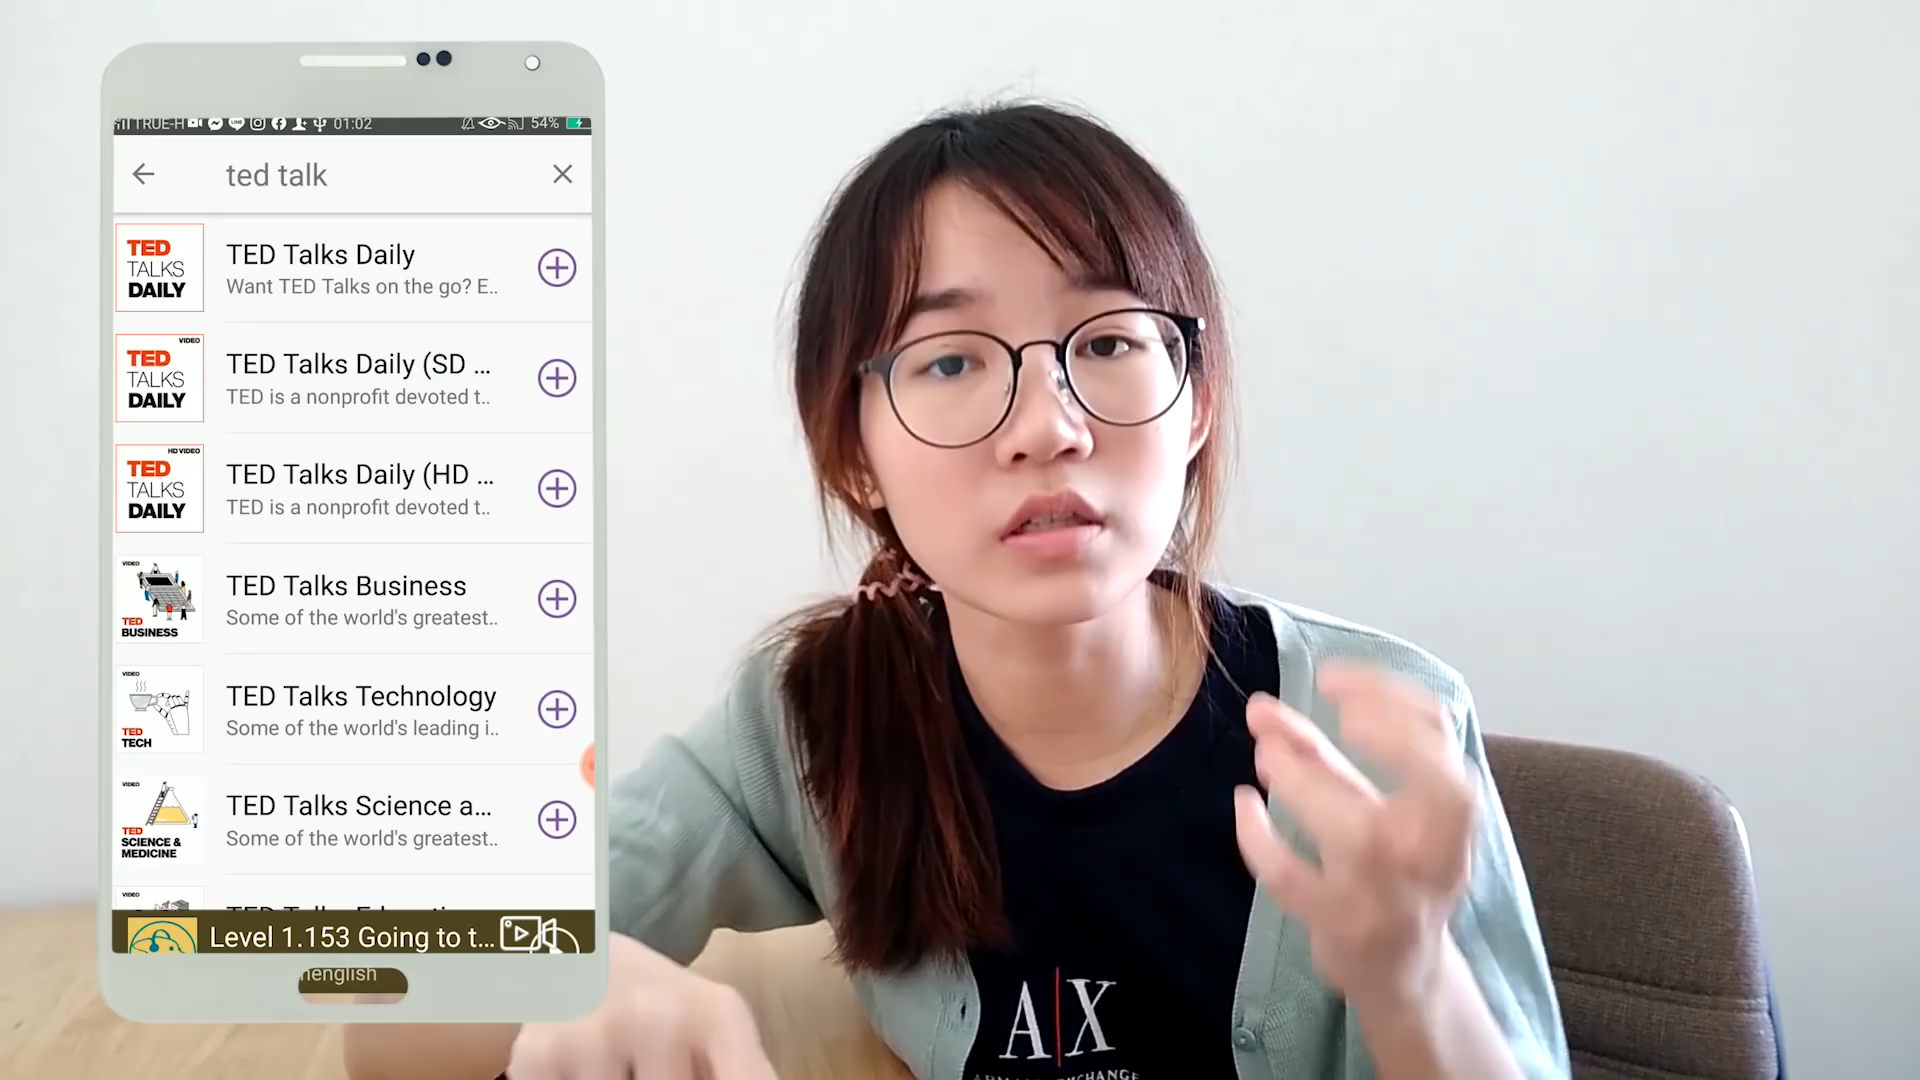 TRUE-H 01:02 54%
ted talk
TED
TALKS
DAILY
TED Talks Daily
Want TED Talks on the go? E..
VIDEO
TED
TALKS
DAILY
TED Talks Daily (SD ...
TED is a nonprofit devoted t..
HD VIDEO
TED
TALKS
DAILY
TED Talks Daily (HD ...
TED is a nonprofit devoted t..
VIDEO
TED
BUSINESS
TED Talks Business
Some of the world's greatest..
VIDEO
TED
TECH
TED Talks Technology
Some of the world's leading i..
VIDEO
TED
SCIENCE &
MEDICINE
TED Talks Science a...
Some of the world's greatest..
VIDEO
Level 1.153 Going to t...
nenglish
A|X